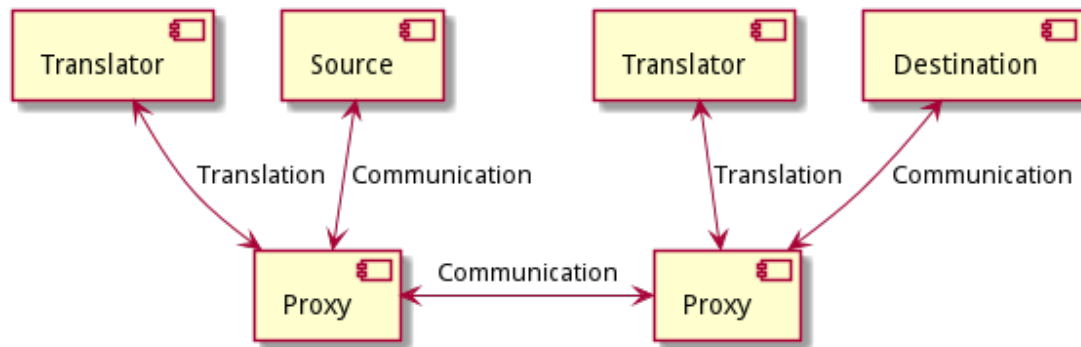 Translator
Source
Translator
Destination
Translation
Communication
Translation
Communication
Communication
Proxy
Proxy